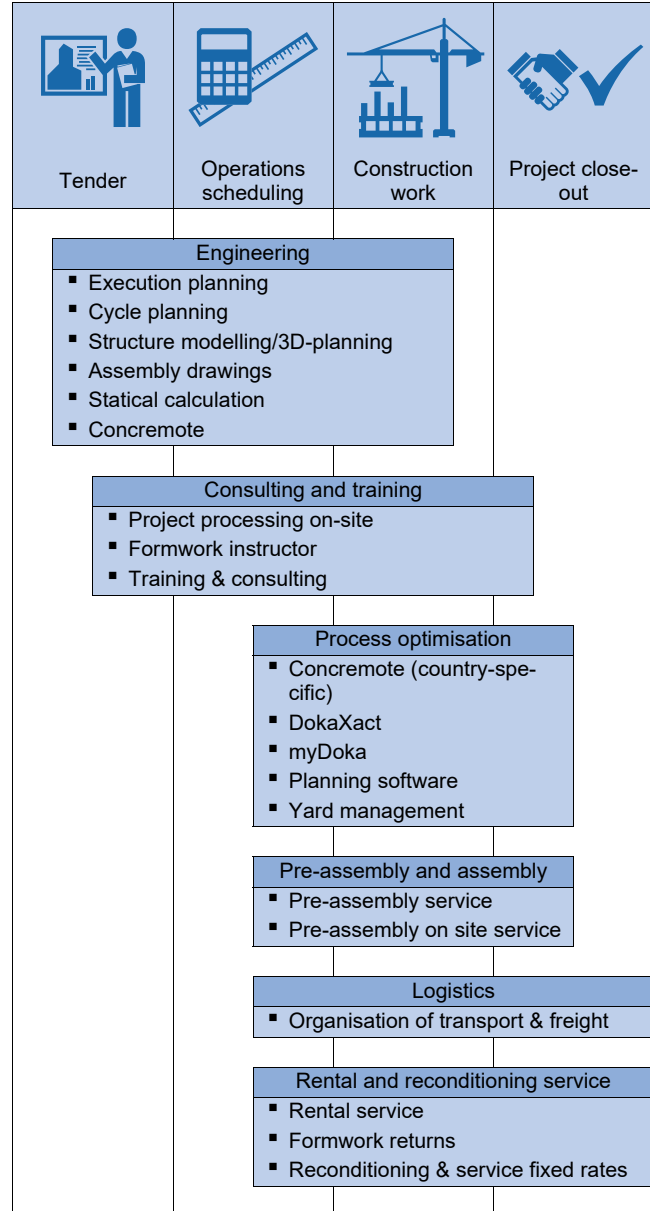 Tender
Operations
scheduling
Construction
work
Project close-
out
Engineering
▪ Execution planning
▪ Cycle planning
▪ Structure modelling/3D-planning
▪ Assembly drawings
▪ Statical calculation
▪ Concremote
Consulting and training
▪ Project processing on-site
▪ Formwork instructor
▪ Training & consulting
Process optimisation
▪ Concremote (country-spe-
cific)
▪ DokaXact
▪ myDoka
▪ Planning software
▪ Yard management
Pre-assembly and assembly
▪ Pre-assembly service
▪ Pre-assembly on site service
Logistics
▪ Organisation of transport & freight
Rental and reconditioning service
▪ Rental service
▪ Formwork returns
▪ Reconditioning & service fixed rates